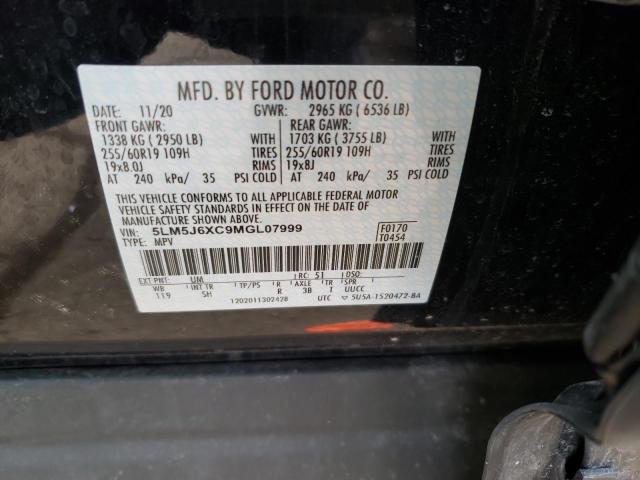 MFD. BY FORD MOTOR CO.
DATE: 11/20 GVWR: 2965 KG ( 6536 LB)
FRONT GAWR: REAR GAWR:
1338 KG ( 2950 LB) WITH 1703 KG ( 3755 LB) WITH
255/60R19 109H TIRES 255/60R19 109H TIRES
19x8.0J RIMS 19x8J RIMS
AT 240 kPa/ 35 PSI COLD AT 240 kPa/ 35 PSI COLD
THIS VEHICLE CONFORMS TO ALL APPLICABLE FEDERAL MOTOR
VEHICLE SAFETY AND BUMPER STANDARDS IN EFFECT ON THE DATE OF
MANUFACTURE SHOWN ABOVE.
VIN: 5LM5J6XC9MGL07999 F0170
TYPE: MPV T0454
EXT PNT: UM RC: 51 DSO:
WB INT TR TP/PS R AXLE TR SPR
119 5H R 3B T UUCC
1202011302428 UTC ▽ 5U5A-1520472-BA